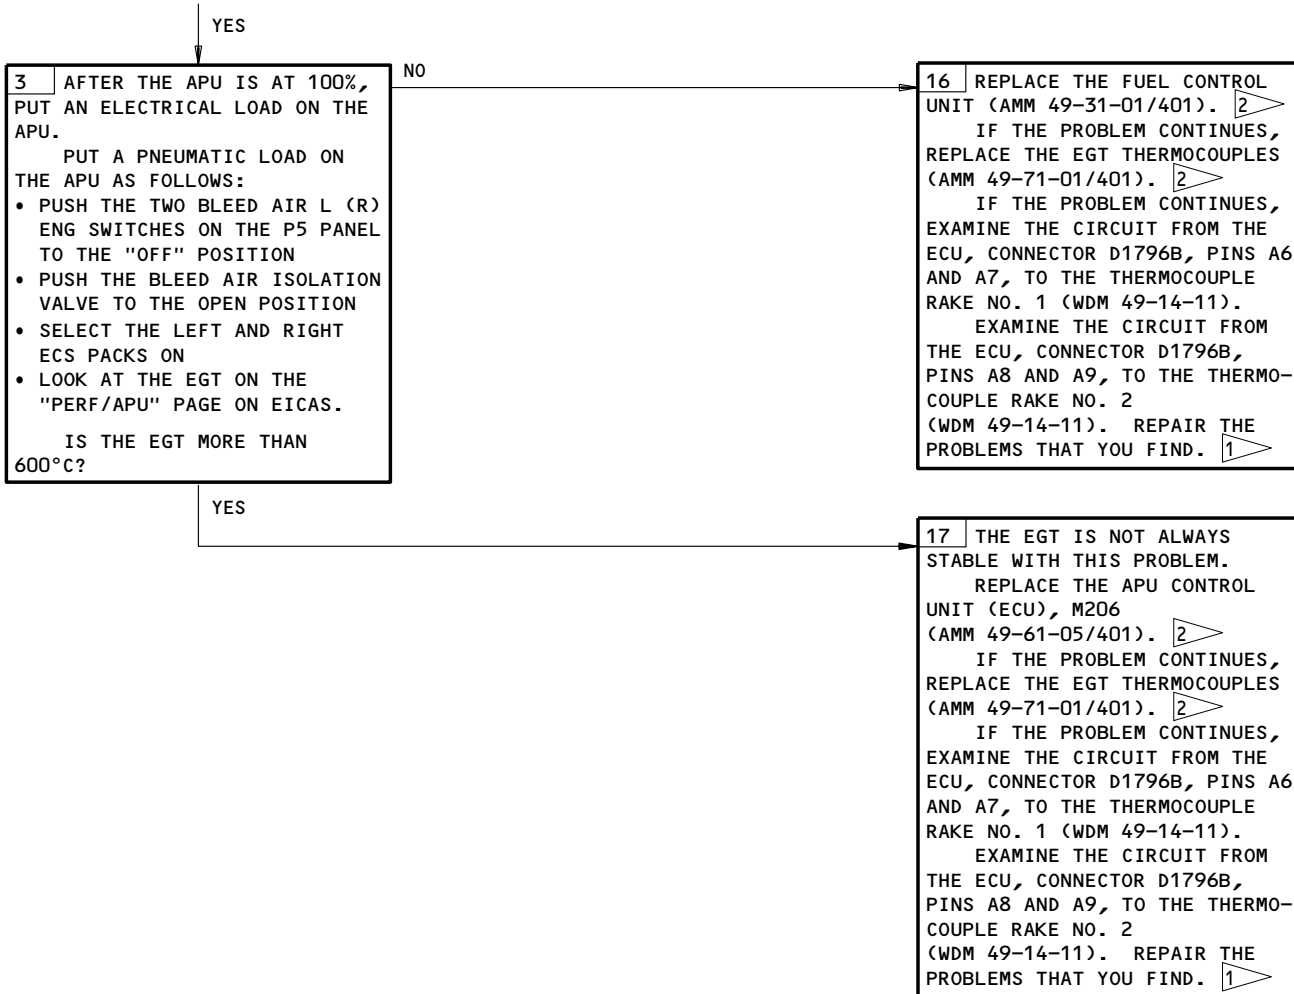 YES
3 AFTER THE APU IS AT 100%,
PUT AN ELECTRICAL LOAD ON THE
APU.
PUT A PNEUMATIC LOAD ON
THE APU AS FOLLOWS:
• PUSH THE TWO BLEED AIR L (R)
ENG SWITCHES ON THE P5 PANEL
TO THE "OFF" POSITION
• PUSH THE BLEED AIR ISOLATION
VALVE TO THE OPEN POSITION
• SELECT THE LEFT AND RIGHT
ECS PACKS ON
• LOOK AT THE EGT ON THE
"PERF/APU" PAGE ON EICAS.
IS THE EGT MORE THAN
600°C?
NO
16 REPLACE THE FUEL CONTROL
UNIT (AMM 49-31-01/401). 2
IF THE PROBLEM CONTINUES,
REPLACE THE EGT THERMOCOUPLES
(AMM 49-71-01/401). 2
IF THE PROBLEM CONTINUES,
EXAMINE THE CIRCUIT FROM THE
ECU, CONNECTOR D1796B, PINS A6
AND A7, TO THE THERMOCOUPLE
RAKE NO. 1 (WDM 49-14-11).
EXAMINE THE CIRCUIT FROM
THE ECU, CONNECTOR D1796B,
PINS A8 AND A9, TO THE THERMO-
COUPLE RAKE NO. 2
(WDM 49-14-11). REPAIR THE
PROBLEMS THAT YOU FIND. 1
YES
17 THE EGT IS NOT ALWAYS
STABLE WITH THIS PROBLEM.
REPLACE THE APU CONTROL
UNIT (ECU), M206
(AMM 49-61-05/401). 2
IF THE PROBLEM CONTINUES,
REPLACE THE EGT THERMOCOUPLES
(AMM 49-71-01/401). 2
IF THE PROBLEM CONTINUES,
EXAMINE THE CIRCUIT FROM THE
ECU, CONNECTOR D1796B, PINS A6
AND A7, TO THE THERMOCOUPLE
RAKE NO. 1 (WDM 49-14-11).
EXAMINE THE CIRCUIT FROM
THE ECU, CONNECTOR D1796B,
PINS A8 AND A9, TO THE THERMO-
COUPLE RAKE NO. 2
(WDM 49-14-11). REPAIR THE
PROBLEMS THAT YOU FIND. 1